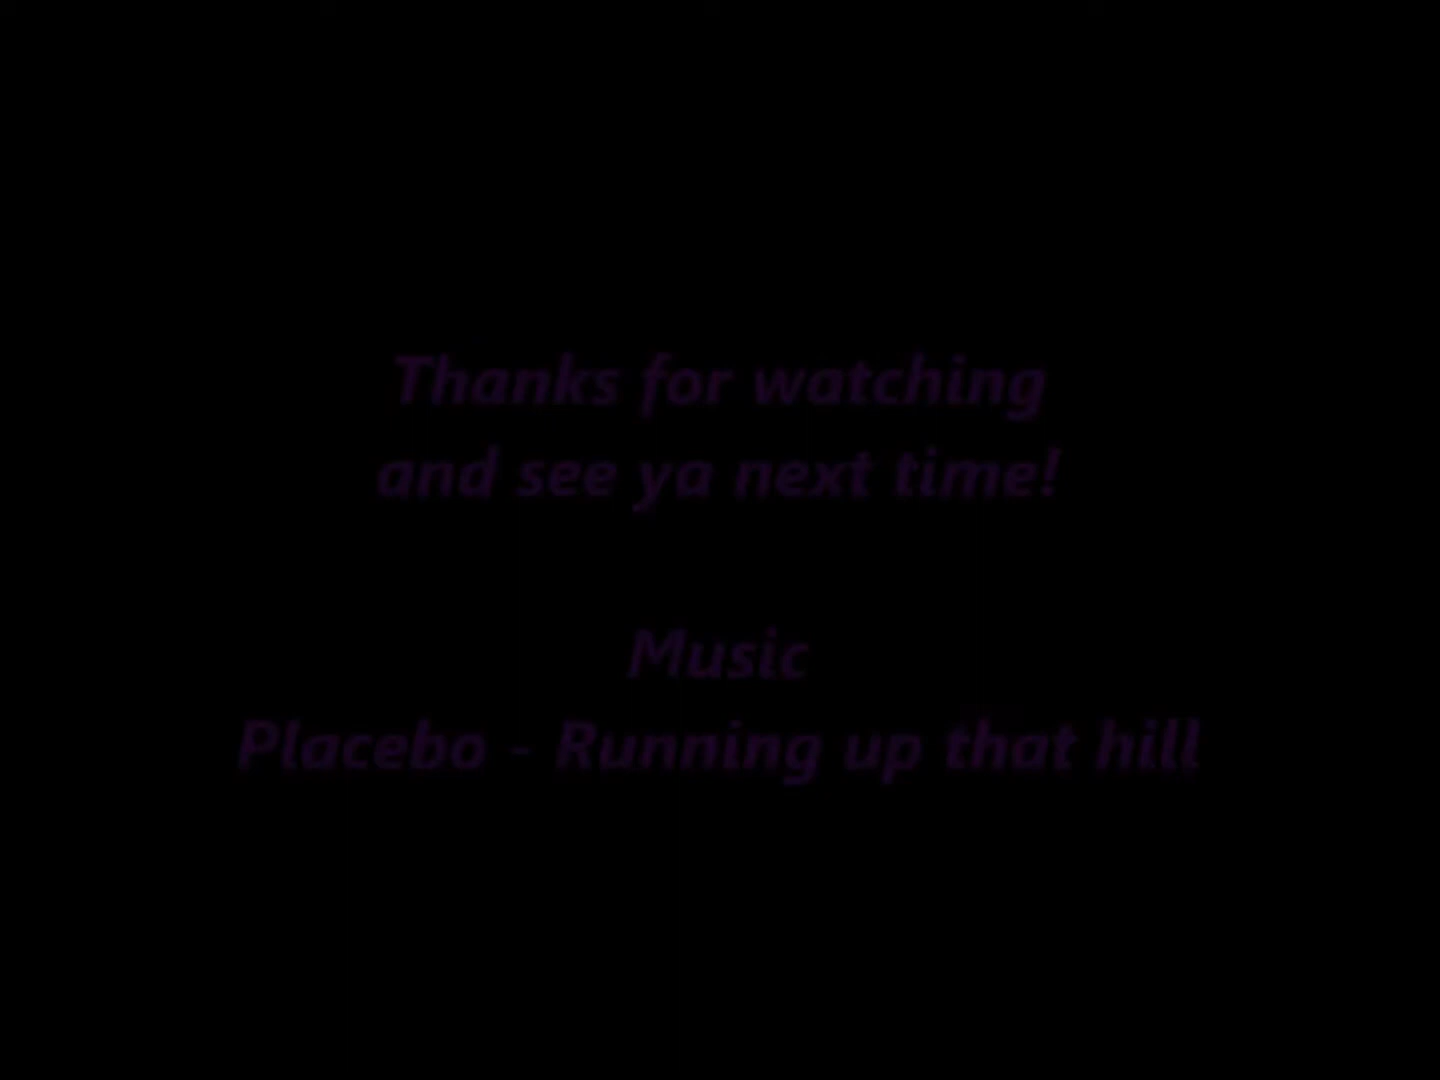 Thanks for watching
and see ya next time!
Music
Placebo - Running up that hill